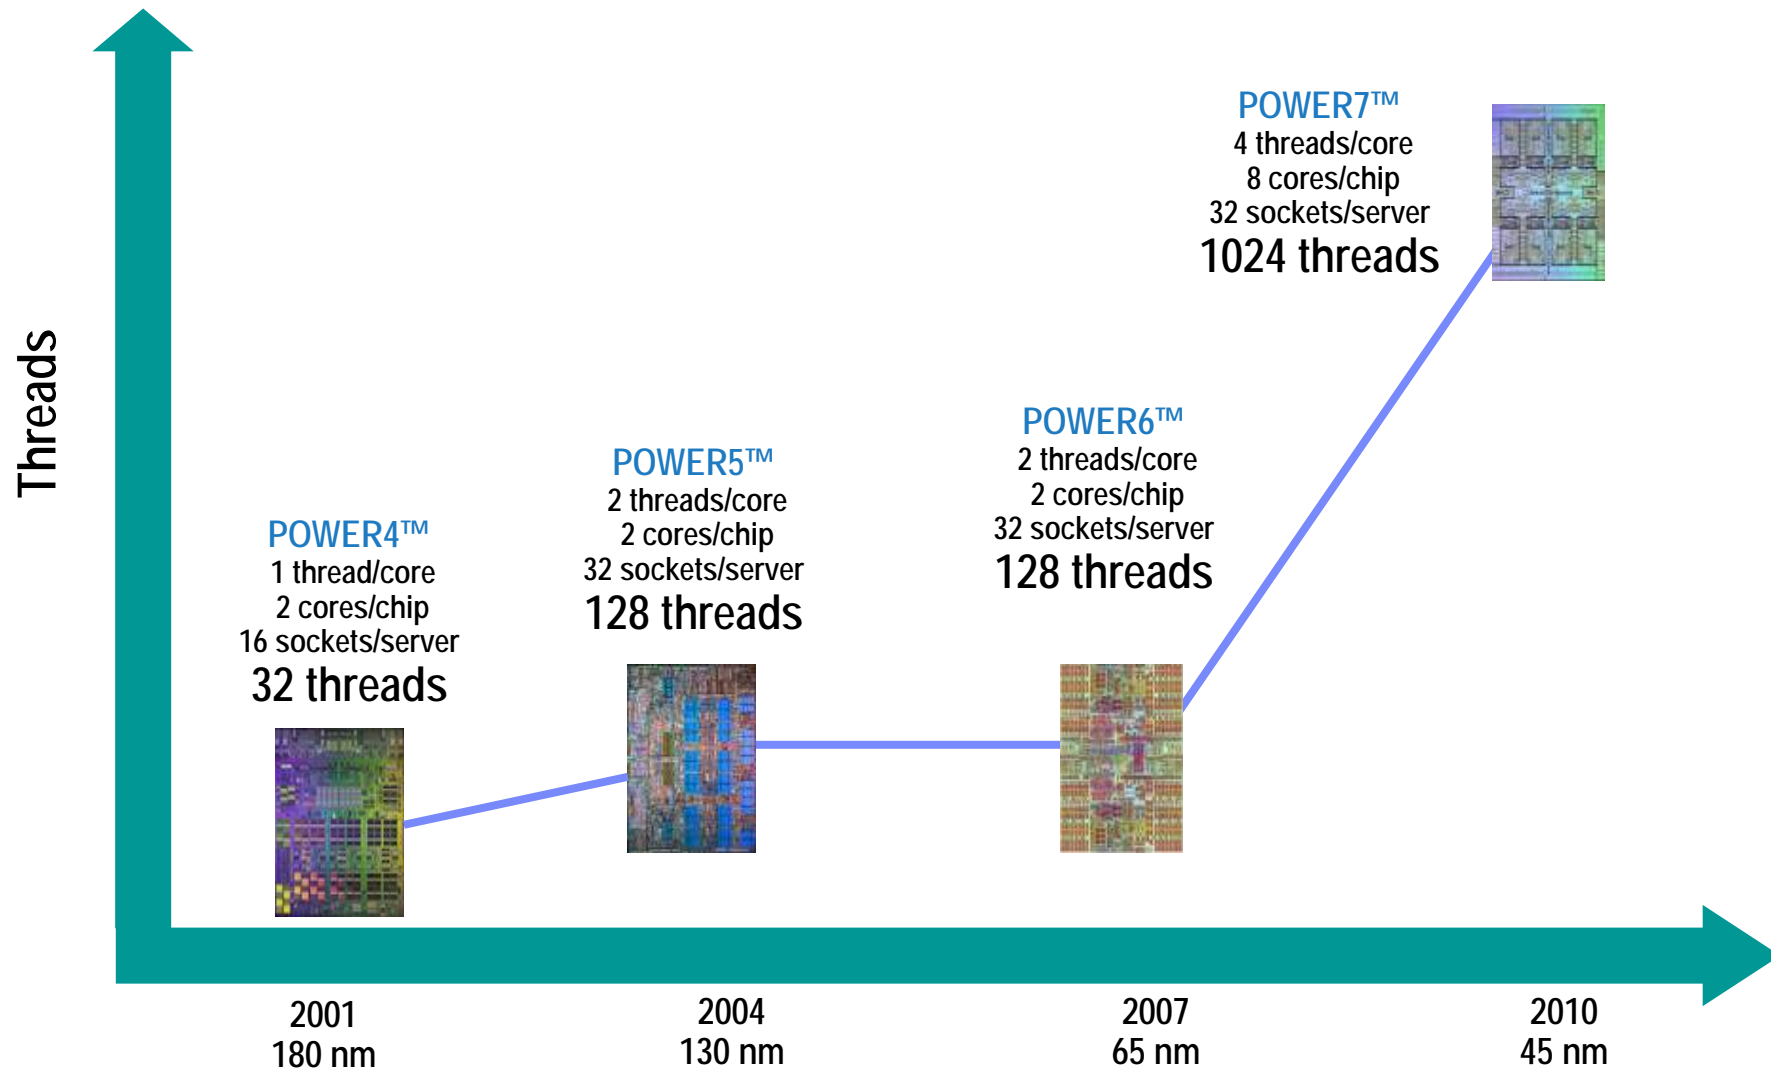 Threads
POWER4™
1 thread/core
2 cores/chip
16 sockets/server
32 threads
POWER5™
2 threads/core
2 cores/chip
32 sockets/server
128 threads
POWER6™
2 threads/core
2 cores/chip
32 sockets/server
128 threads
POWER7™
4 threads/core
8 cores/chip
32 sockets/server
1024 threads
2001
180 nm
2004
130 nm
2007
65 nm
2010
45 nm